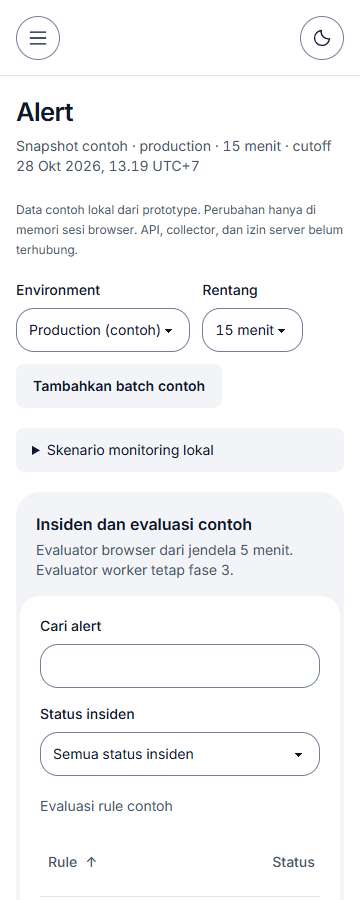 Alert
Snapshot contoh · production · 15 menit · cutoff
28 Okt 2026, 13.19 UTC+7
Data contoh lokal dari prototype. Perubahan hanya di
memori sesi browser. API, collector, dan izin server belum
terhubung.
Environment
Rentang
Production (contoh)
15 menit
Tambahkan batch contoh
Skenario monitoring lokal
Insiden dan evaluasi contoh
Evaluator browser dari jendela 5 menit.
Evaluator worker tetap fase 3.
Cari alert
Status insiden
Semua status insiden
Evaluasi rule contoh
Rule ↑ Status